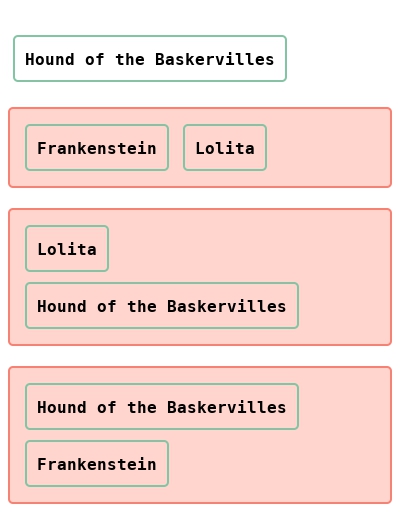 Hound of the Baskervilles
Frankenstein Lolita
Lolita
Hound of the Baskervilles
Hound of the Baskervilles
Frankenstein